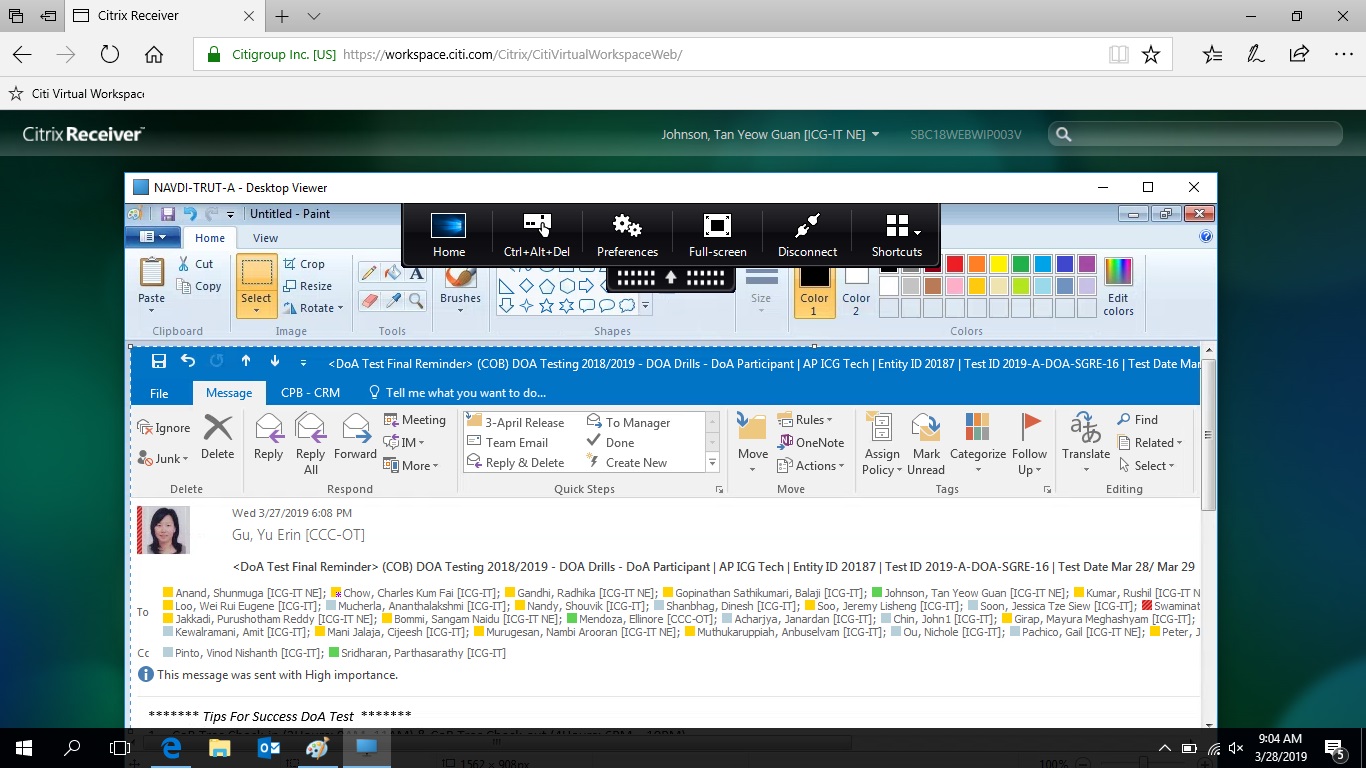 Citrix Receiver
Citigroup Inc. [US] https://workspace.citi.com/Citrix/CitiVirtualWorkspaceWeb/
Citi Virtual Workspace
Citrix Receiver Johnson, Tan Yeow Guan [ICG-IT NE] SBC18WEBWIP003V
NAVDI-TRUT-A - Desktop Viewer
Untitled - Paint
Home View
Home Ctrl+Alt+Del Preferences Full-screen Disconnect Shortcuts
Paste Cut Copy Select Crop Resize Rotate A Brushes Size Color 1 Color 2 Edit colors
Clipboard Image Tools Shapes Colors
<DoA Test Final Reminder> (COB) DOA Testing 2018/2019 - DOA Drills - DoA Participant | AP ICG Tech | Entity ID 20187 | Test ID 2019-A-DOA-SGRE-16 | Test Date Mar
File Message CPB - CRM Tell me what you want to do...
Ignore Meeting 3-April Release To Manager Rules Find
Junk Delete Reply Reply All Forward IM Team Email Done Move OneNote Assign Policy Mark Unread Categorize Follow Up Translate Related
More Reply & Delete Create New Actions Select
Delete Respond Quick Steps Move Tags Editing
Wed 3/27/2019 6:08 PM
Gu, Yu Erin [CCC-OT]
<DoA Test Final Reminder> (COB) DOA Testing 2018/2019 - DOA Drills - DoA Participant | AP ICG Tech | Entity ID 20187 | Test ID 2019-A-DOA-SGRE-16 | Test Date Mar 28/ Mar 29
Anand, Shunmuga [ICG-IT NE]; Chow, Charles Kum Fai [ICG-IT]; Gandhi, Radhika [ICG-IT NE]; Gopinathan Sathikumari, Balaji [ICG-IT]; Johnson, Tan Yeow Guan [ICG-IT NE]; Kumar, Rushil [ICG-IT N
To Loo, Wei Rui Eugene [ICG-IT]; Mucherla, Ananthalakshmi [ICG-IT]; Nandy, Shouvik [ICG-IT]; Shanbhag, Dinesh [ICG-IT]; Soo, Jeremy Lisheng [ICG-IT]; Soon, Jessica Tze Siew [ICG-IT]; Swaminat
Jakkadi, Purushotham Reddy [ICG-IT NE]; Bommi, Sangam Naidu [ICG-IT NE]; Mendoza, Ellinore [CCC-OT]; Acharjya, Janardan [ICG-IT]; Chin, John1 [ICG-IT]; Girap, Mayura Meghashyam [ICG-IT];
Kewalramani, Amit [ICG-IT]; Mani Jalaja, Cijeesh [ICG-IT]; Murugesan, Nambi Arooran [ICG-IT NE]; Muthukaruppiah, Anbuselvam [ICG-IT]; Ou, Nichole [ICG-IT]; Pachico, Gail [ICG-IT NE]; Peter, J
Cc Pinto, Vinod Nishanth [ICG-IT]; Sridharan, Parthasarathy [ICG-IT]
This message was sent with High importance.
******* Tips For Success DoA Test *******
1562 × 908px 100%
9:04 AM
3/28/2019
5